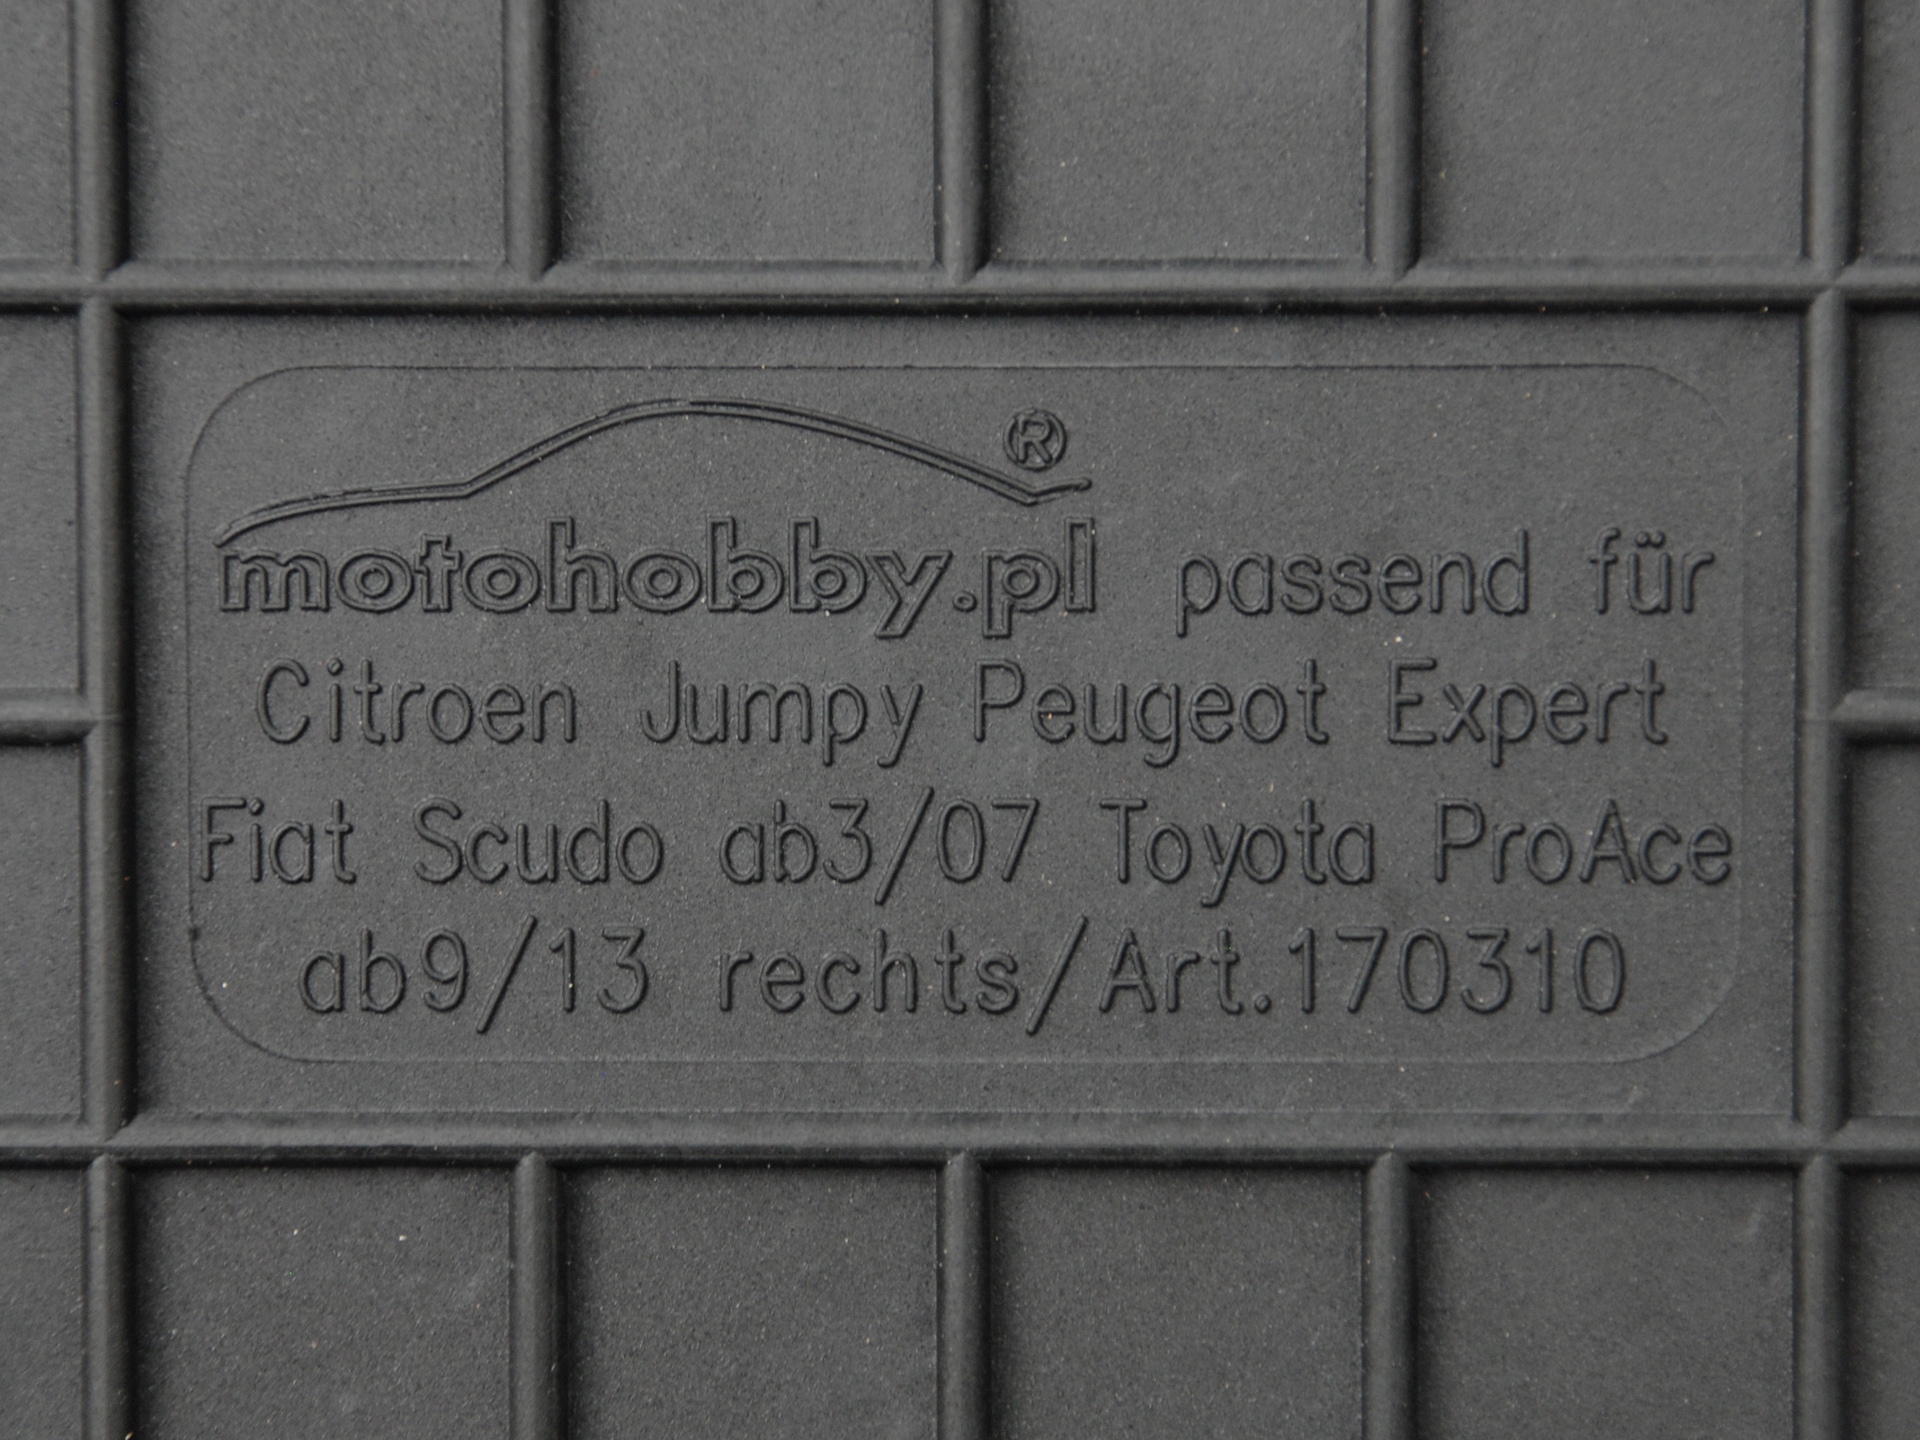 ®
motohobby.pl passend für
Citroen Jumpy Peugeot Expert
Fiat Scudo ab3/07 Toyota ProAce
ab9/13 rechts/Art.170310